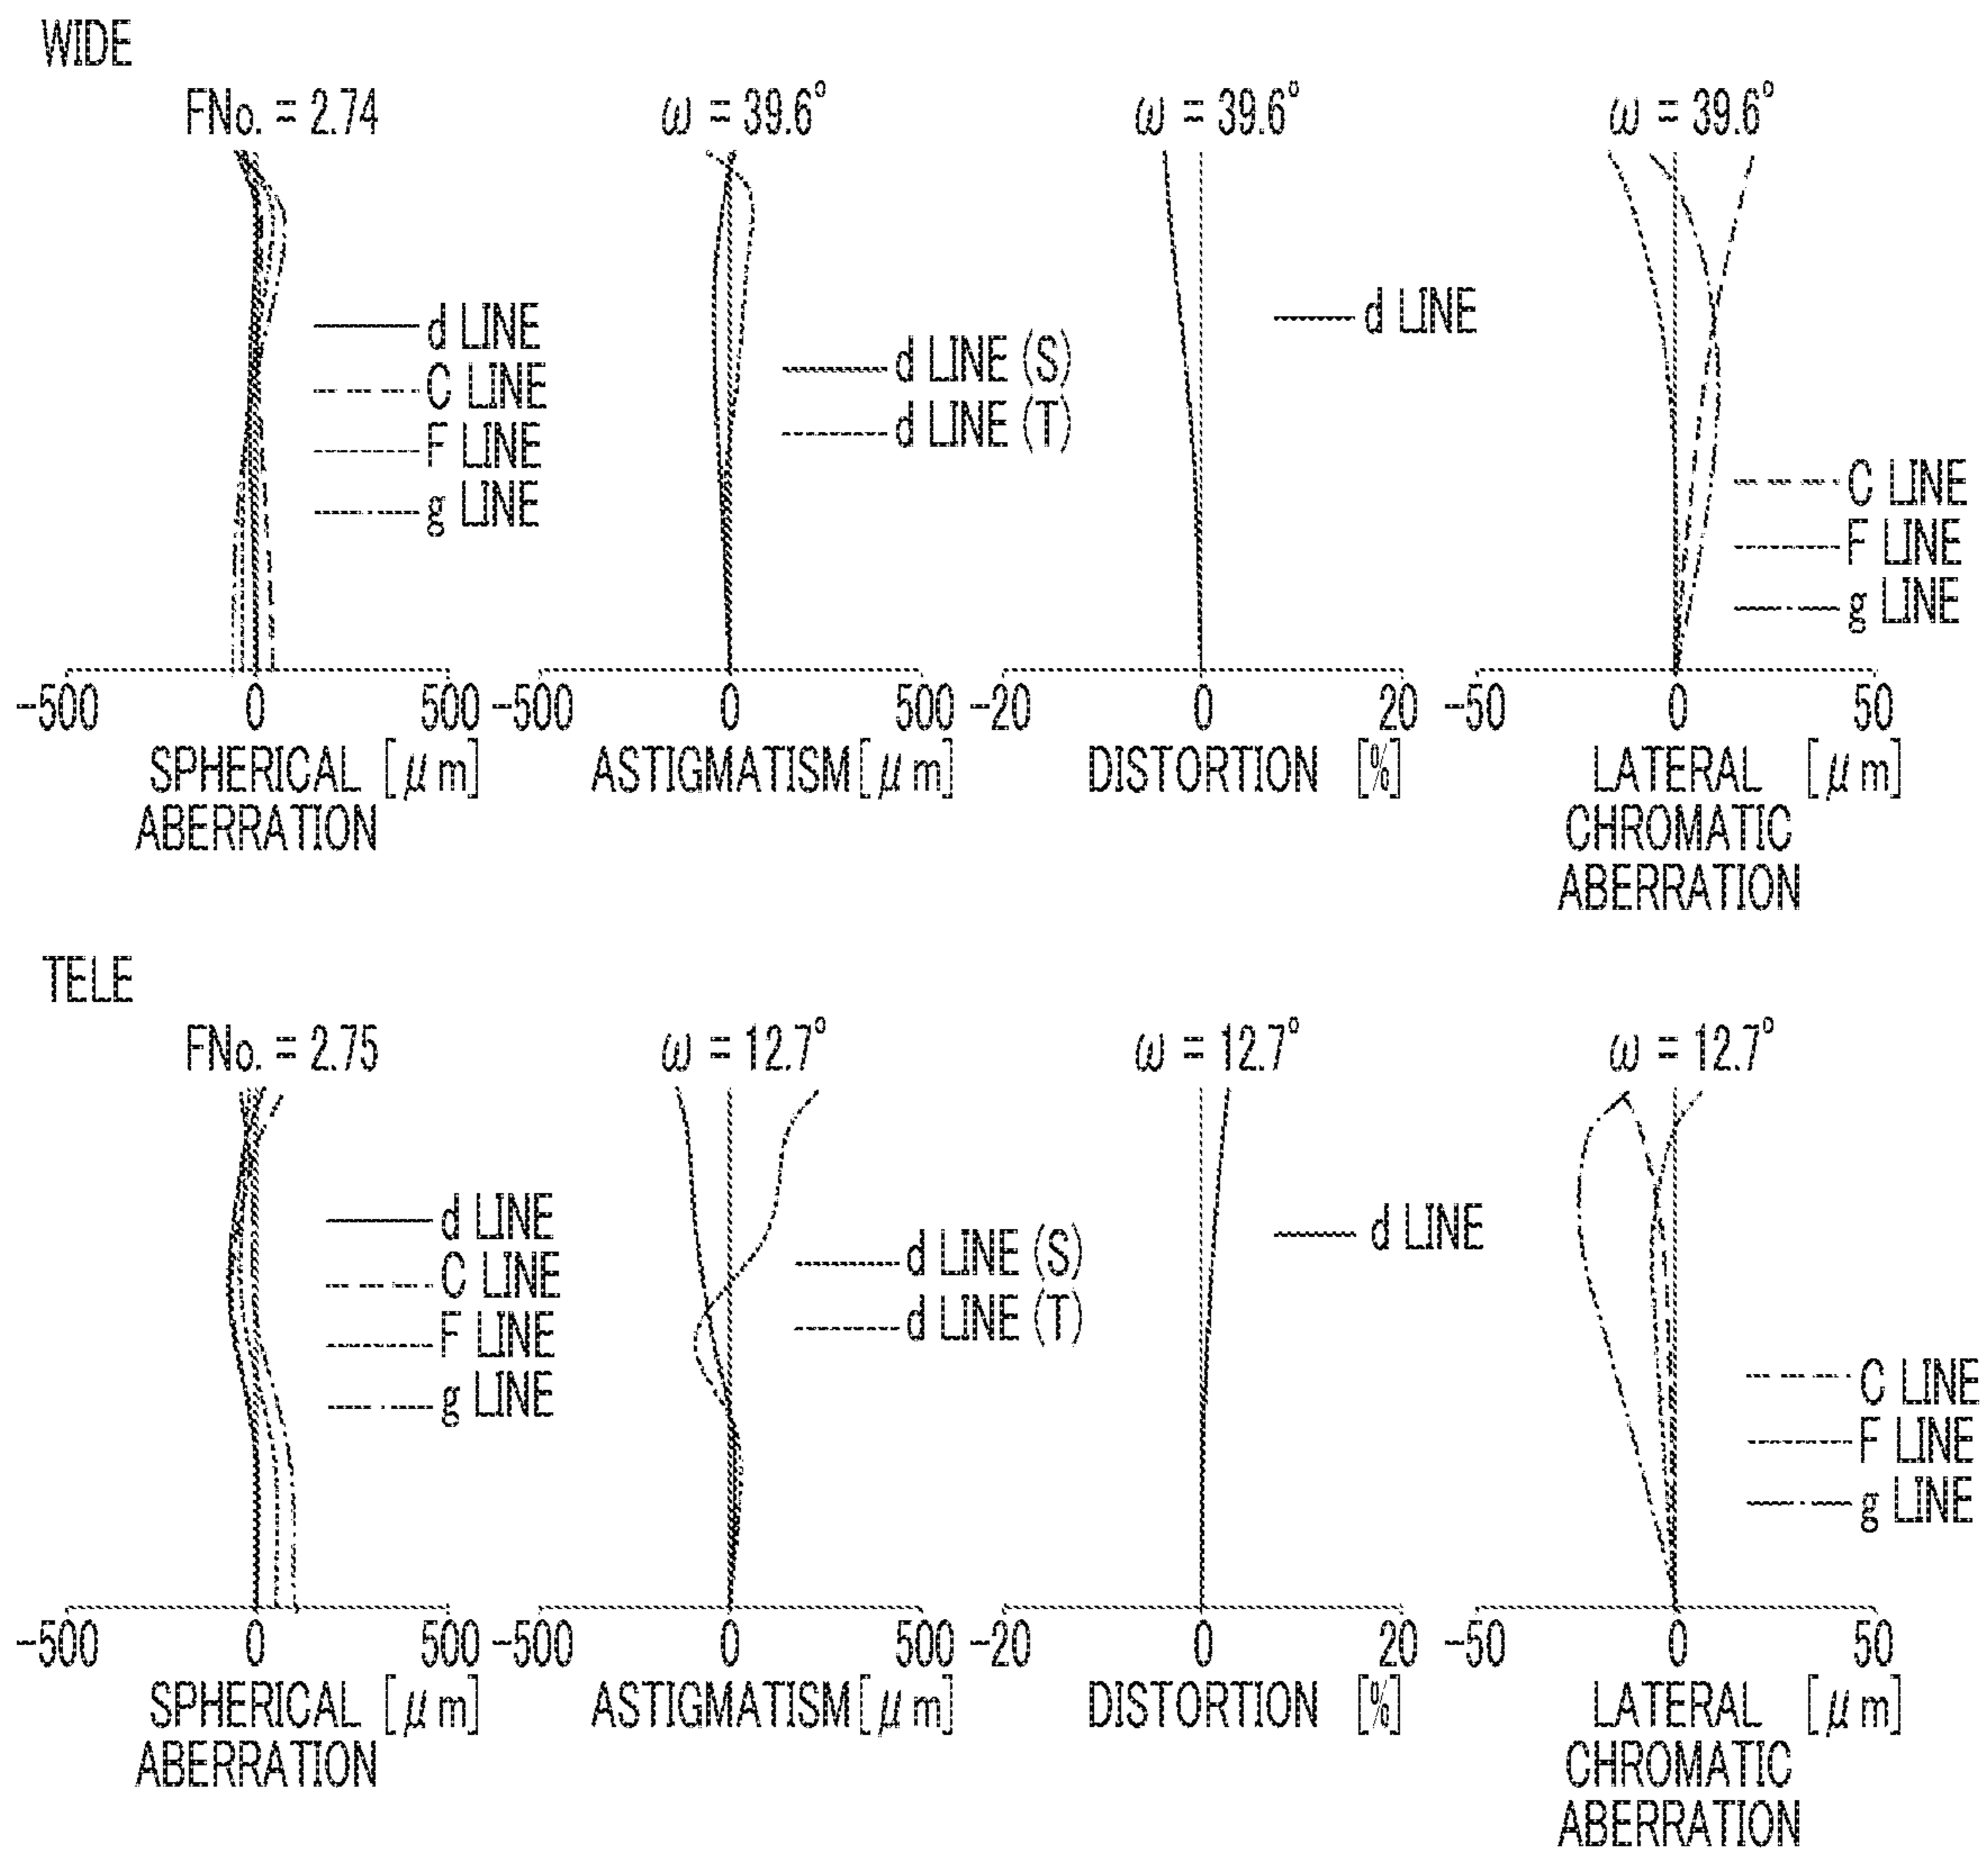 WIDE
FNo. = 2.74
ω = 39.6°
ω = 39.6°
ω = 39.6°
d LINE
C LINE
F LINE
g LINE
d LINE (S)
d LINE (T)
d LINE
C LINE
F LINE
g LINE
-500 0 500
-500 0 500
-20 0 20
-50 0 50
SPHERICAL [μm]
ABERRATION
ASTIGMATISM [μm]
DISTORTION [%]
LATERAL [μm]
CHROMATIC
ABERRATION
TELE
FNo. = 2.75
ω = 12.7°
ω = 12.7°
ω = 12.7°
d LINE
C LINE
F LINE
g LINE
d LINE (S)
d LINE (T)
d LINE
C LINE
F LINE
g LINE
-500 0 500
-500 0 500
-20 0 20
-50 0 50
SPHERICAL [μm]
ABERRATION
ASTIGMATISM [μm]
DISTORTION [%]
LATERAL [μm]
CHROMATIC
ABERRATION